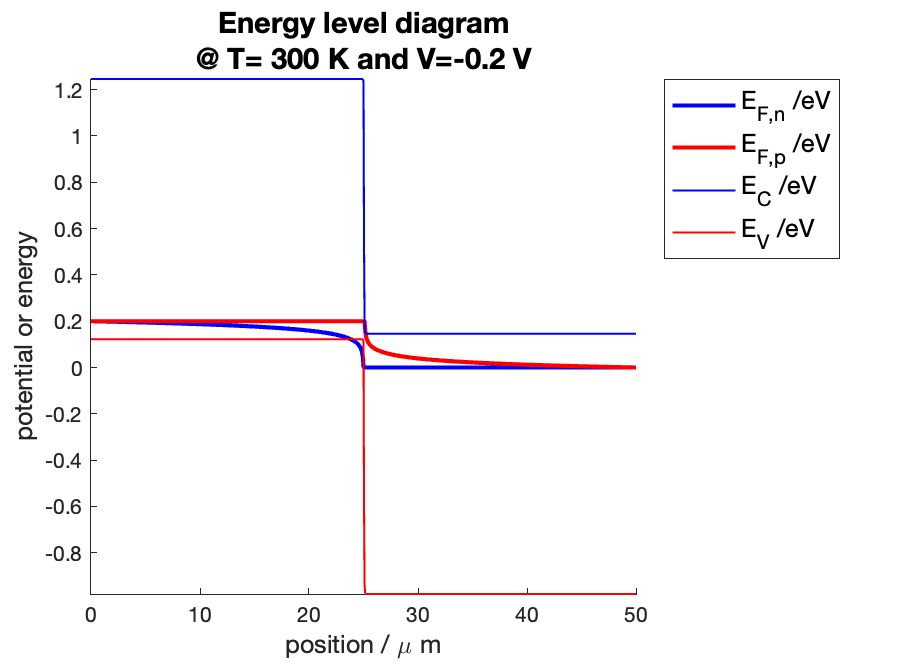 Energy level diagram
@ T= 300 K and V=-0.2 V
1.2
1
0.8
0.6
0.4
0.2
0
-0.2
-0.4
-0.6
-0.8
potential or energy
0 10 20 30 40 50
position / μ m
E_{F,n} /eV
E_{F,p} /eV
E_C /eV
E_V /eV